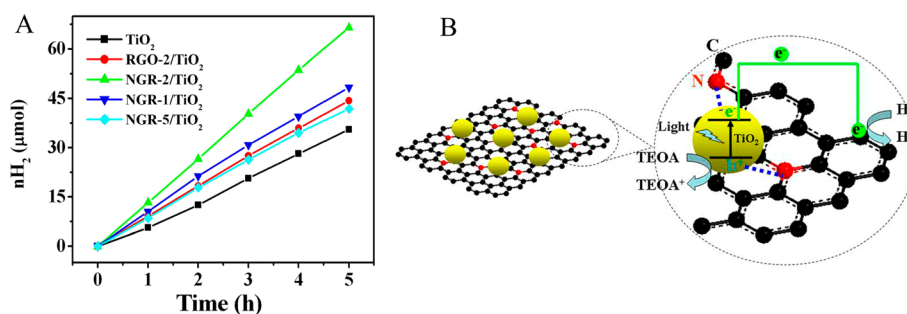 A
TiO2
RGO-2/TiO2
NGR-2/TiO2
NGR-1/TiO2
NGR-5/TiO2
nH2 (μmol)
60
45
30
15
0
0 1 2 3 4 5
Time (h)
B
C
N
e-
e-
e-
Light
TiO2
TEOA
h+
TEOA+
H
H